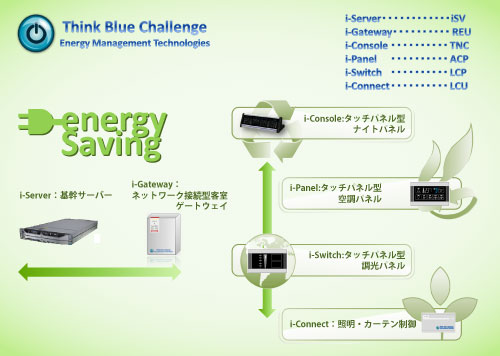 Think Blue Challenge
Energy Management Technologies
i-Server・・・・・・・・・・・・iSV
i-Gateway・・・・・・・・・・REU
i-Console・・・・・・・・・・TNC
i-Panel ・・・・・・・・・・ACP
i-Switch ・・・・・・・・・・LCP
i-Connect・・・・・・・・・・LCU
energy
Saving
i-Console:タッチパネル型
ナイトパネル
i-Panel:タッチパネル型
空調パネル
i-Server：基幹サーバー
i-Gateway：
ネットワーク接続型客室
ゲートウェイ
i-Switch:タッチパネル型
調光パネル
i-Connect：照明・カーテン制御